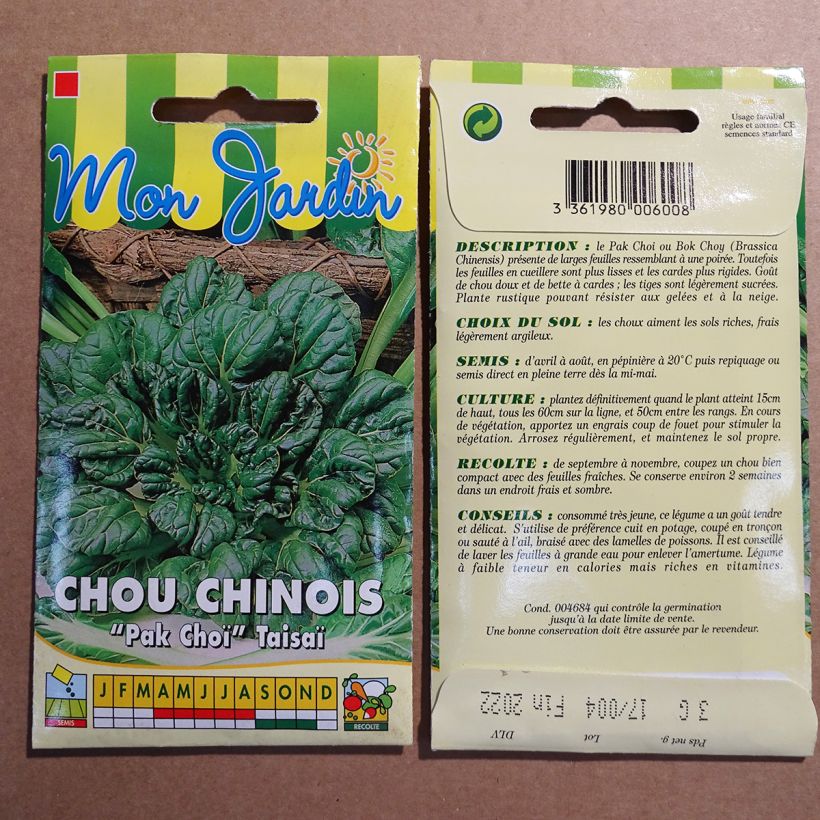 Mon Jardin
CHOU CHINOIS
"Pak Choï" Taisaï
SEMIS
J F M A M J J A S O N D
RECOLTE
Usage familial
règles et normes CE
semences standard
3 361980 006008
DESCRIPTION : le Pak Choi ou Bok Choy (Brassica
Chinensis) présente de larges feuilles ressemblant à une poirée. Toutefois
les feuilles en cueillere sont plus lisses et les cardes plus rigides. Goût
de chou doux et de bette à cardes ; les tiges sont légèrement sucrées.
Plante rustique pouvant résister aux gelées et à la neige.
CHOIX DU SOL : les choux aiment les sols riches, frais
légèrement argileux.
SEMIS : d'avril à août, en pépinière à 20°C puis repiquage ou
semis direct en pleine terre dès la mi-mai.
CULTURE : plantez définitivement quand le plant atteint 15cm
de haut, tous les 60cm sur la ligne, et 50cm entre les rangs. En cours
de végétation, apportez un engrais coup de fouet pour stimuler la
végétation. Arrosez régulièrement, et maintenez le sol propre.
RECOLTE : de septembre à novembre, coupez un chou bien
compact avec des feuilles fraîches. Se conserve environ 2 semaines
dans un endroit frais et sombre.
CONSEILS : consommé très jeune, ce légume a un goût tendre
et délicat. S'utilise de préférence cuit en potage, coupé en tronçon
ou sauté à l'ail, braisé avec des lamelles de poissons. Il est conseillé
de laver les feuilles à grande eau pour enlever l'amertume. Légume
à faible teneur en calories mais riches en vitamines.
Cond. 004684 qui contrôle la germination
jusqu'à la date limite de vente.
Une bonne conservation doit être assurée par le revendeur.
Pds net g. Lot DLV
3 G 17/004 Fin 2022